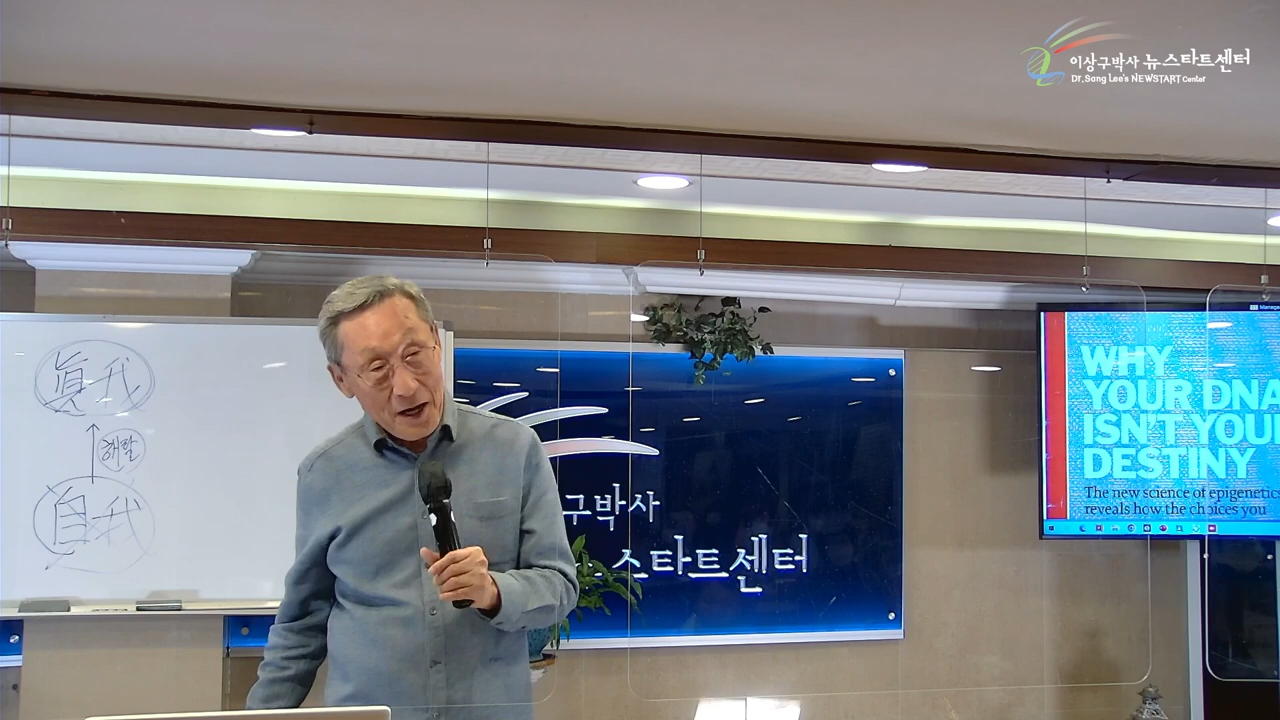 이상구박사 뉴스타트센터
Dr.Sang Lee's NEWSTART Center
眞我
해탈
自我
구박사
스타트센터
Manage
WHY
YOUR DNA
ISN'T YOUR
DESTINY
The new science of epigenetics
reveals how the choices you